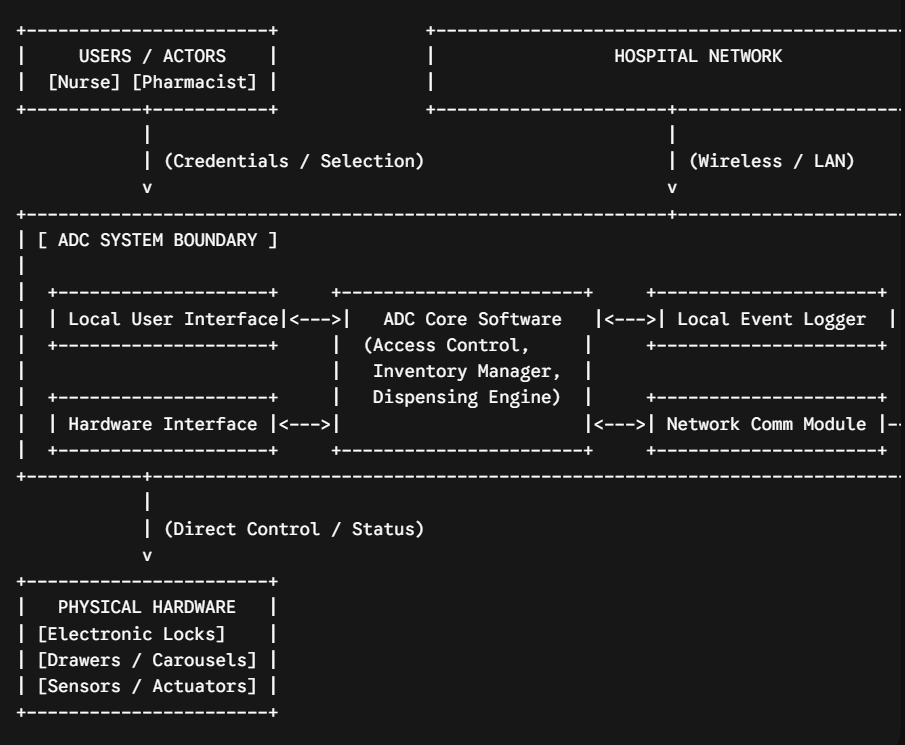 +-----------------------+              +---------------------------------------------
|     USERS / ACTORS    |              |                 HOSPITAL NETWORK
|  [Nurse] [Pharmacist] |              |
+-----------+-----------+              +----------------------+----------------------
            |                                                 |
            | (Credentials / Selection)                       | (Wireless / LAN)
            v                                                 v
+-------------------------------------------------------------+----------------------
| [ ADC SYSTEM BOUNDARY ]
|
|  +--------------------+     +-----------------------+     +---------------------+
|  | Local User Interface|<--->|   ADC Core Software   |<--->| Local Event Logger  |
|  +--------------------+     |  (Access Control,     |     +---------------------+
|                             |   Inventory Manager,  |
|  +--------------------+     |   Dispensing Engine)  |     +---------------------+
|  | Hardware Interface |<--->|                       |<--->| Network Comm Module |--
|  +--------------------+     +-----------------------+     +---------------------+
+-----------+------------------------------------------------------------------------
            |
            | (Direct Control / Status)
            v
+-----------------------+
|   PHYSICAL HARDWARE   |
| [Electronic Locks]    |
| [Drawers / Carousels] |
| [Sensors / Actuators] |
+-----------------------+